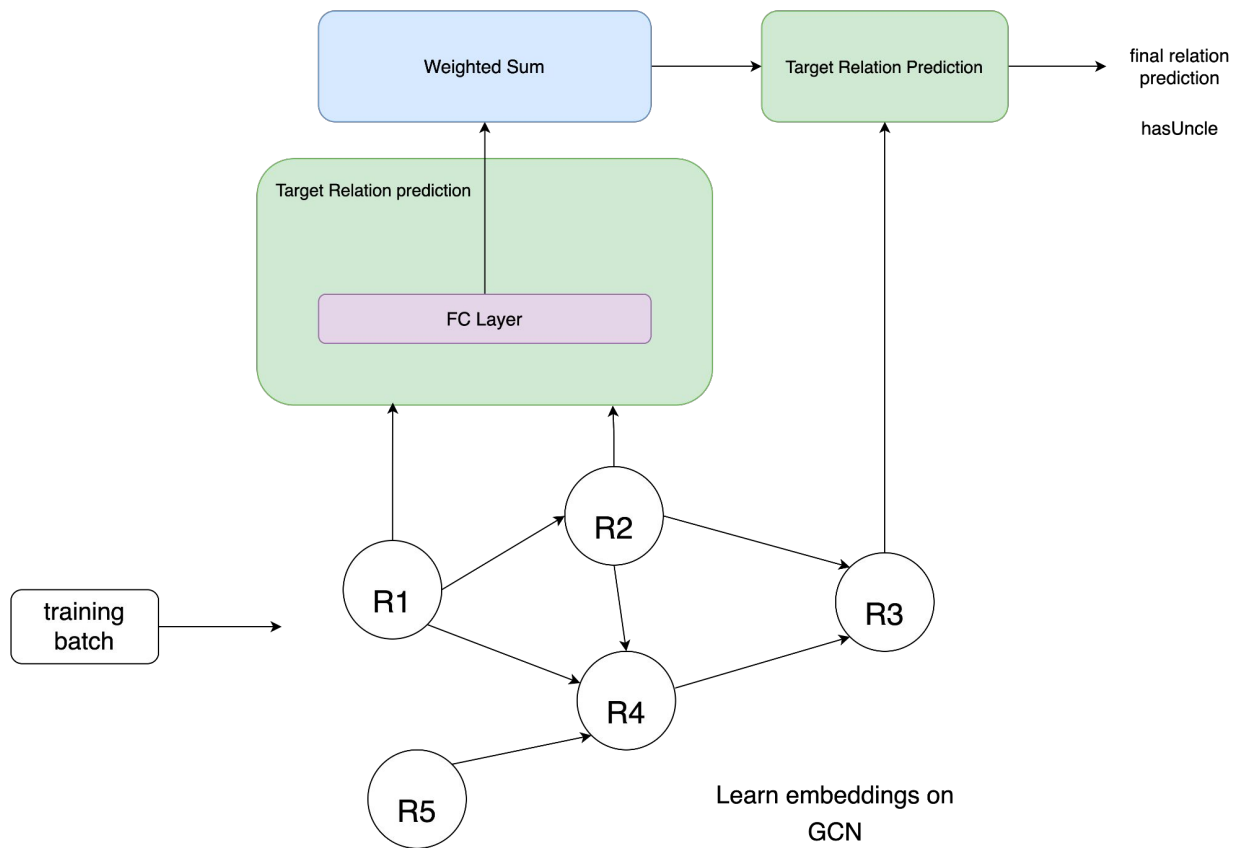 Weighted Sum
Target Relation Prediction
final relation
prediction
hasUncle
Target Relation prediction
FC Layer
R2
R1
R3
training
batch
R4
R5
Learn embeddings on
GCN